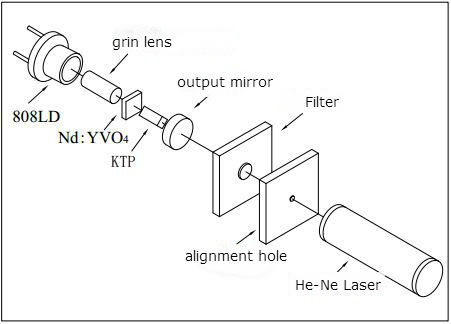 grin lens
output mirror
Filter
808LD
Nd:YVO4
KTP
alignment hole
He-Ne Laser